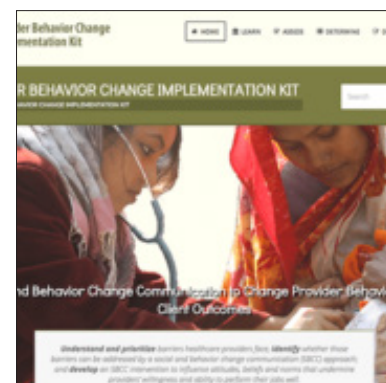 der Behavior Change
mentation Kit
HOME LEARN ASSESS DETERMINE
R BEHAVIOR CHANGE IMPLEMENTATION KIT
HAVIOR CHANGE IMPLEMENTATION KIT
Search
nd Behavior Change Communication to Change Provider Behavio
Client Outcomes
Understand and prioritize barriers healthcare providers face, identify whether those
barriers can be addressed by a social and behavior change communication (SBCC) approach,
and develop an SBCC intervention to influence attitudes, beliefs and norms that undermine
providers' willingness and ability to perform their jobs well.